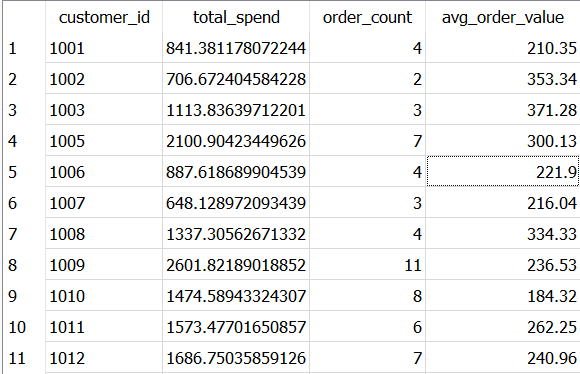 customer_id total_spend order_count avg_order_value
1 1001 841.381178072244 4 210.35
2 1002 706.672404584228 2 353.34
3 1003 1113.83639712201 3 371.28
4 1005 2100.90423449626 7 300.13
5 1006 887.618689904539 4 221.9
6 1007 648.128972093439 3 216.04
7 1008 1337.30562671332 4 334.33
8 1009 2601.82189018852 11 236.53
9 1010 1474.58943324307 8 184.32
10 1011 1573.47701650857 6 262.25
11 1012 1686.75035859126 7 240.96